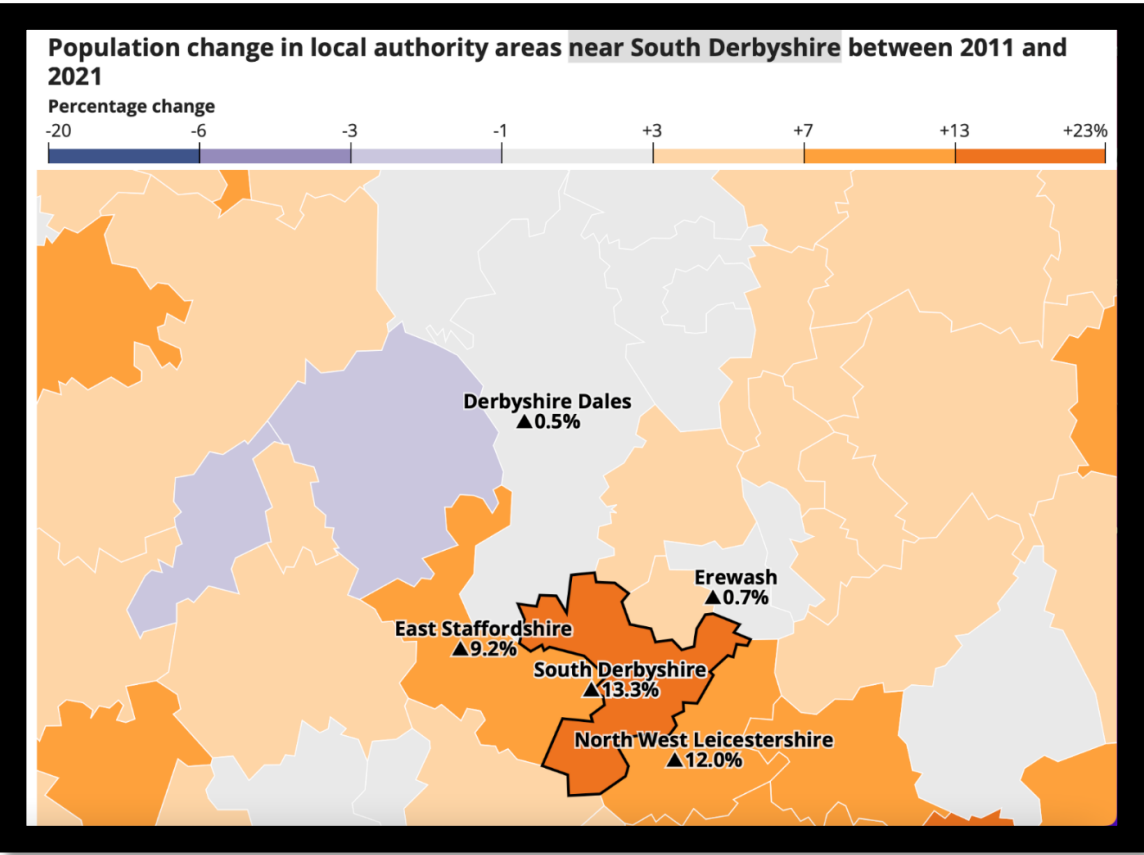 Population change in local authority areas near South Derbyshire between 2011 and
2021
Percentage change
-20 -6 -3 -1 +3 +7 +13 +23%
Derbyshire Dales
▲0.5%
Erewash
▲0.7%
East Staffordshire
▲9.2%
South Derbyshire
▲13.3%
North West Leicestershire
▲12.0%